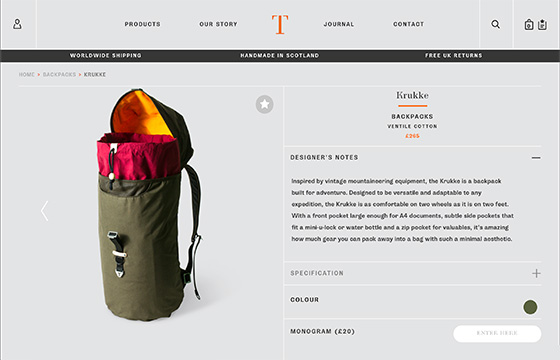 PRODUCTS
OUR STORY
T
JOURNAL
CONTACT
WORLDWIDE SHIPPING
HANDMADE IN SCOTLAND
FREE UK RETURNS
HOME • BACKPACKS • KRUKKE
Krukke
BACKPACKS
VENTILE COTTON
£265
DESIGNER'S NOTES
Inspired by vintage mountaineering equipment, the Krukke is a backpack
built for adventure. Designed to be versatile and adaptable to any
expedition, the Krukke is as comfortable on two wheels as it is on two feet.
With a front pocket large enough for A4 documents, subtle side pockets that
fit a mini-u-lock or water bottle and a zip pocket for valuables, it's amazing
how much gear you can pack away into a bag with such a minimal aesthetic.
SPECIFICATION
COLOUR
MONOGRAM (£20)
ENTER HERE